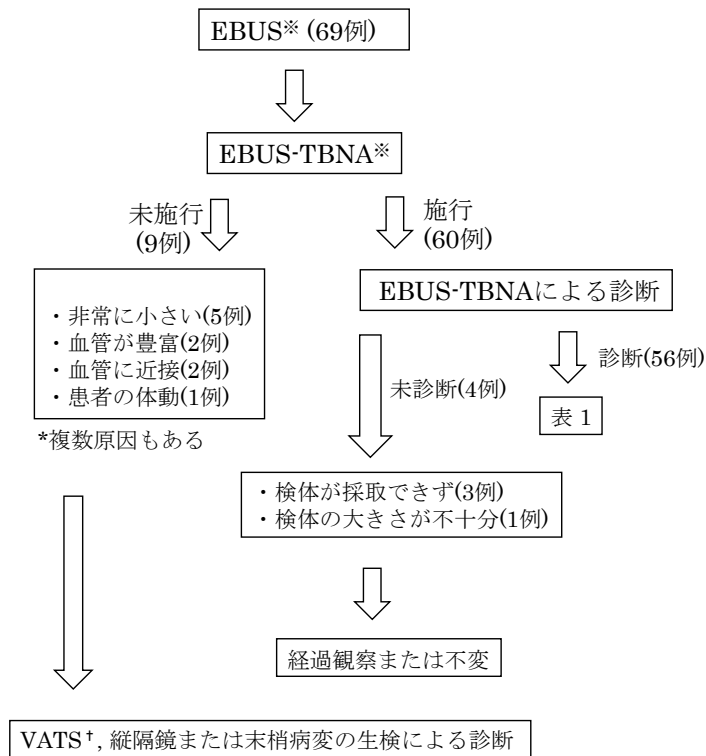 EBUS※ (69例)
EBUS-TBNA※
未施行
(9例)
施行
(60例)
・非常に小さい(5例)
・血管が豊富(2例)
・血管に近接(2例)
・患者の体動(1例)
*複数原因もある
EBUS-TBNAによる診断
未診断(4例)
診断(56例)
表 1
・検体が採取できず(3例)
・検体の大きさが不十分(1例)
経過観察または不変
VATS†, 縦隔鏡または末梢病変の生検による診断